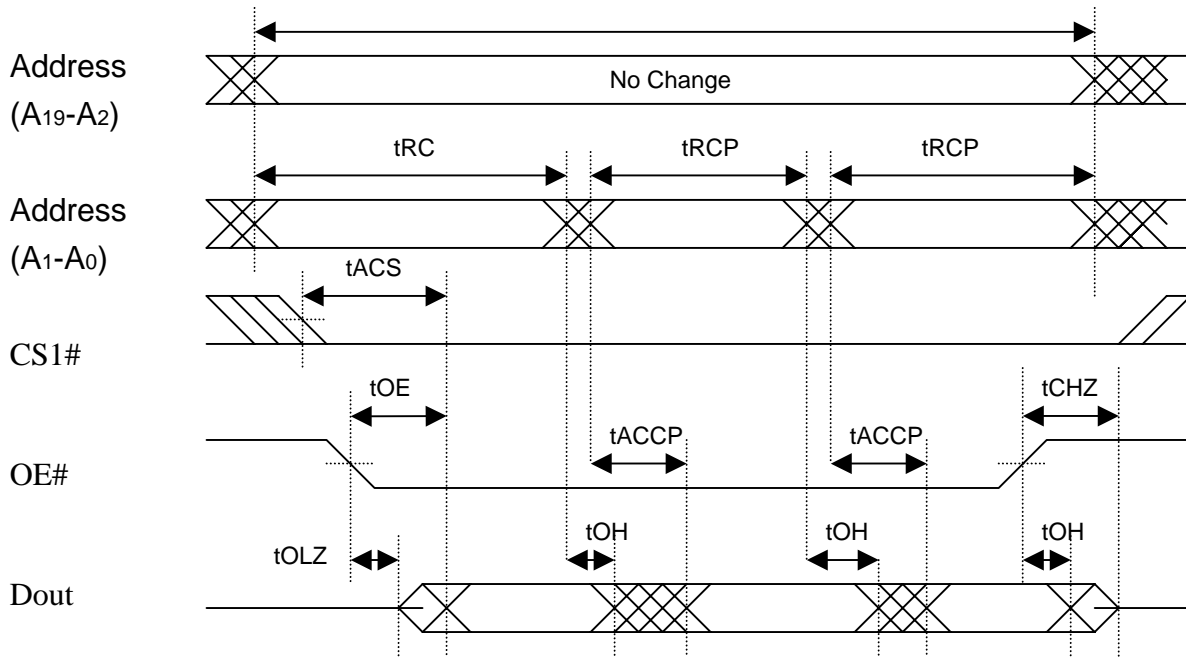 Address
No Change
(A19-A2)
tRC tRCP tRCP
Address
(A1-A0)
tACS
CS1#
tOE tCHZ
tACCP tACCP
OE#
tOLZ tOH tOH tOH
Dout